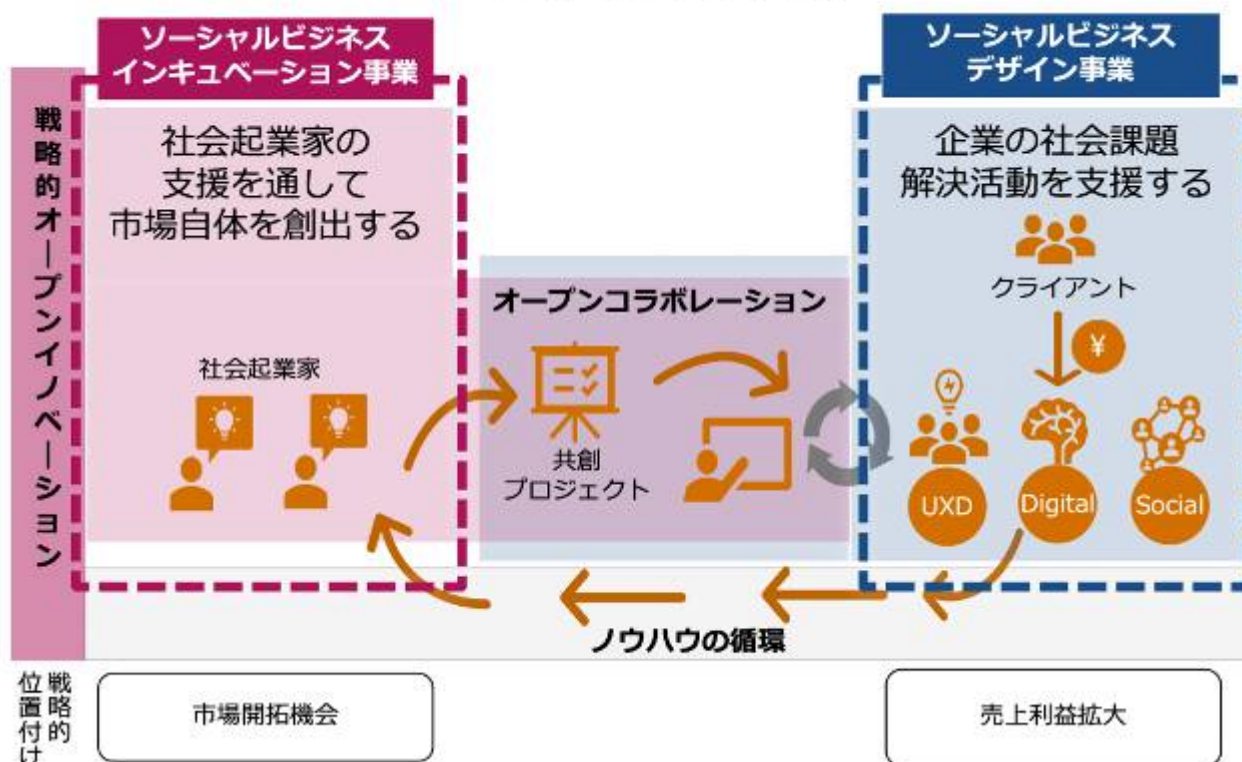 ソーシャルビジネス
インキュベーション事業
ソーシャルビジネス
デザイン事業
戦略的オープンイノベーション
社会起業家の
支援を通して
市場自体を創出する
企業の社会課題
解決活動を支援する
クライアント
¥
オープンコラボレーション
社会起業家
共創
プロジェクト
UXD
Digital
Social
ノウハウの循環
戦略的
位置付け
市場開拓機会
売上利益拡大